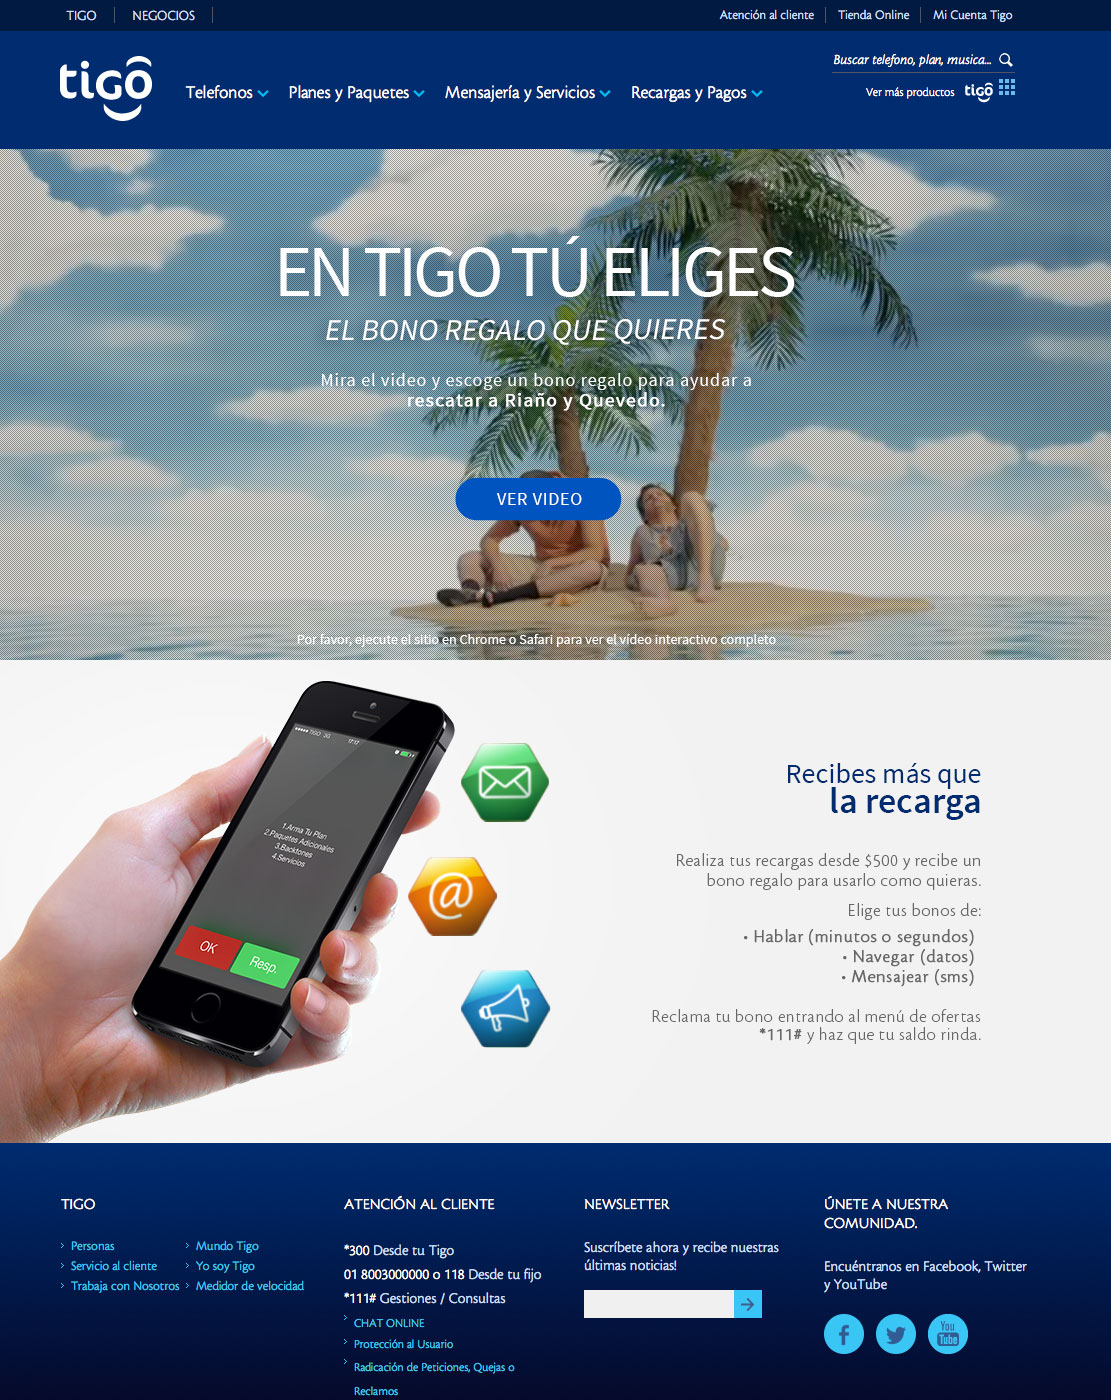 TIGO
NEGOCIOS
Atención al cliente
Tienda Online
Mi Cuenta Tigo
tigo
Telefonos
Planes y Paquetes
Mensajería y Servicios
Recargas y Pagos
Buscar telefono, plan, musica...
Ver más productos tigo
EN TIGO TÚ ELIGES
EL BONO REGALO QUE QUIERES
Mira el video y escoge un bono regalo para ayudar a
rescatar a Riaño y Quevedo.
VER VIDEO
Por favor, ejecute el sitio en Chrome o Safari para ver el vídeo interactivo completo
TIGO 3G 17:17
1.Arma Tu Plan
2.Paquetes Adicionales
3.Backtones
4.Servicios
OK
Resp.
@
Recibes más que
la recarga
Realiza tus recargas desde $500 y recibe un
bono regalo para usarlo como quieras.
Elige tus bonos de:
• Hablar (minutos o segundos)
• Navegar (datos)
• Mensajear (sms)
Reclama tu bono entrando al menú de ofertas
*111# y haz que tu saldo rinda.
TIGO
Personas
Servicio al cliente
Trabaja con Nosotros
Mundo Tigo
Yo soy Tigo
Medidor de velocidad
ATENCIÓN AL CLIENTE
*300 Desde tu Tigo
01 8003000000 o 118 Desde tu fijo
*111# Gestiones / Consultas
CHAT ONLINE
Protección al Usuario
Radicación de Peticiones, Quejas o
Reclamos
NEWSLETTER
Suscríbete ahora y recibe nuestras
últimas noticias!
ÚNETE A NUESTRA
COMUNIDAD.
Encuéntranos en Facebook, Twitter
y YouTube
f
You
Tube